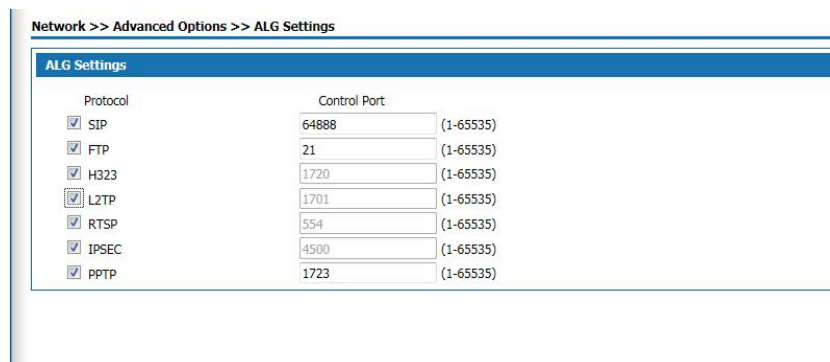 Network >> Advanced Options >> ALG Settings
ALG Settings
Protocol Control Port
SIP 64888 (1-65535)
FTP 21 (1-65535)
H323 1720 (1-65535)
L2TP 1701 (1-65535)
RTSP 554 (1-65535)
IPSEC 4500 (1-65535)
PPTP 1723 (1-65535)